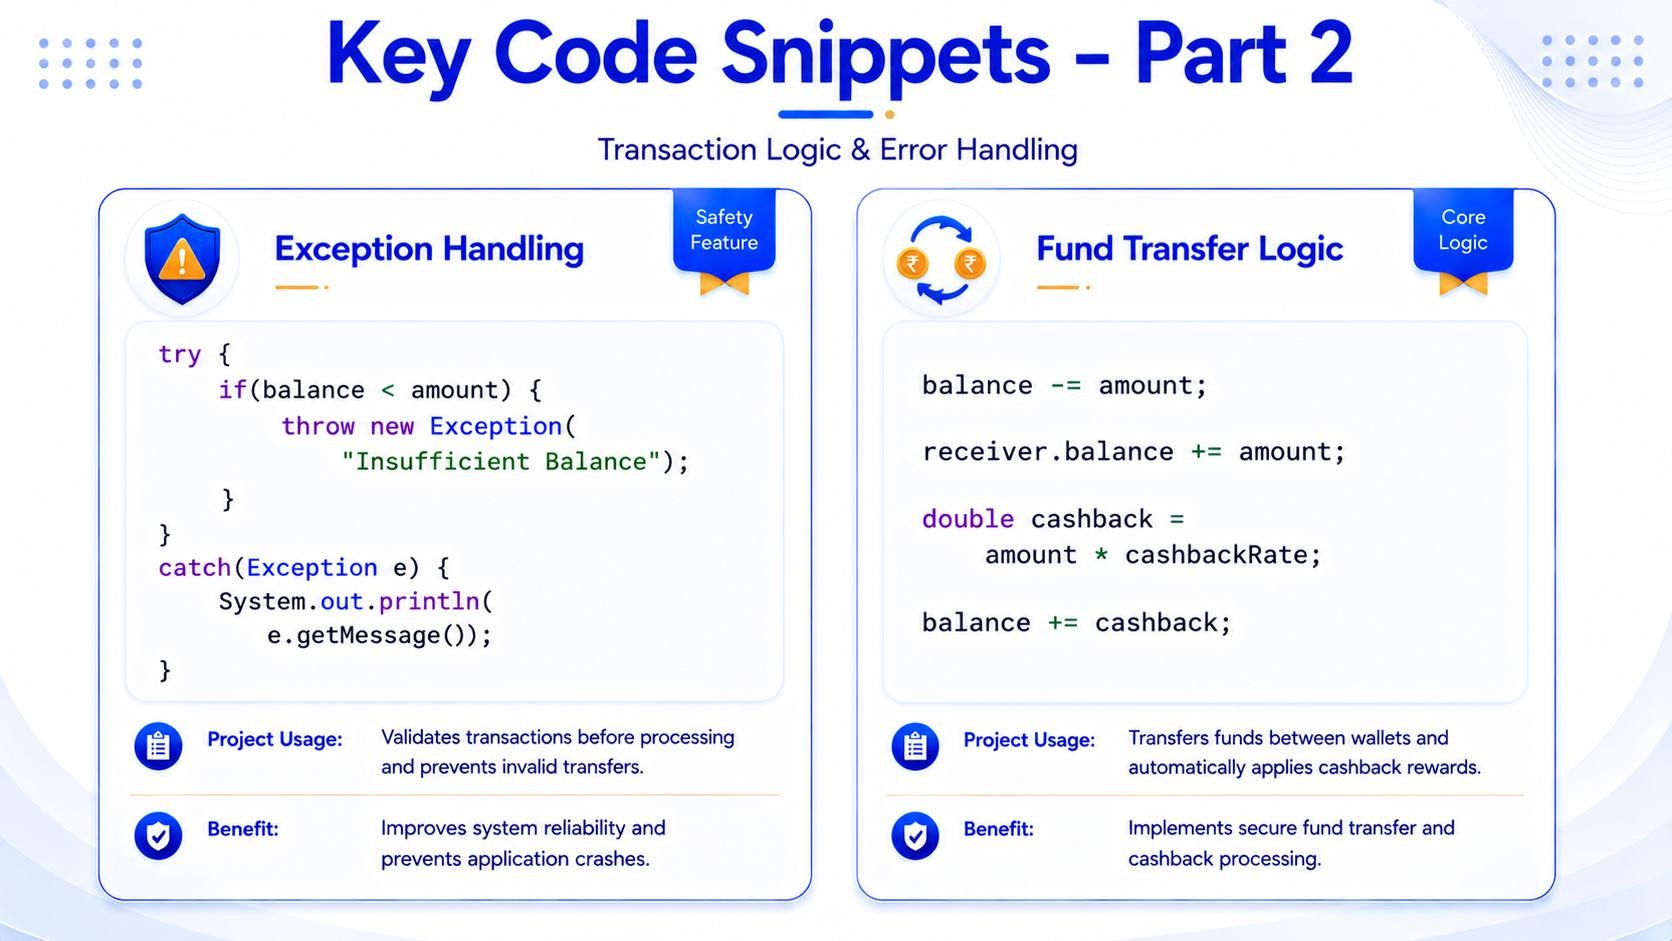 Key Code Snippets - Part 2
Transaction Logic & Error Handling
Exception Handling
Safety
Feature
try {
if(balance < amount) {
throw new Exception(
"Insufficient Balance");
}
}
catch(Exception e) {
System.out.println(
e.getMessage());
}
Project Usage:
Validates transactions before processing
and prevents invalid transfers.
Benefit:
Improves system reliability and
prevents application crashes.
₹ ₹
Fund Transfer Logic
Core
Logic
balance -= amount;
receiver.balance += amount;
double cashback =
amount * cashbackRate;
balance += cashback;
Project Usage:
Transfers funds between wallets and
automatically applies cashback rewards.
Benefit:
Implements secure fund transfer and
cashback processing.